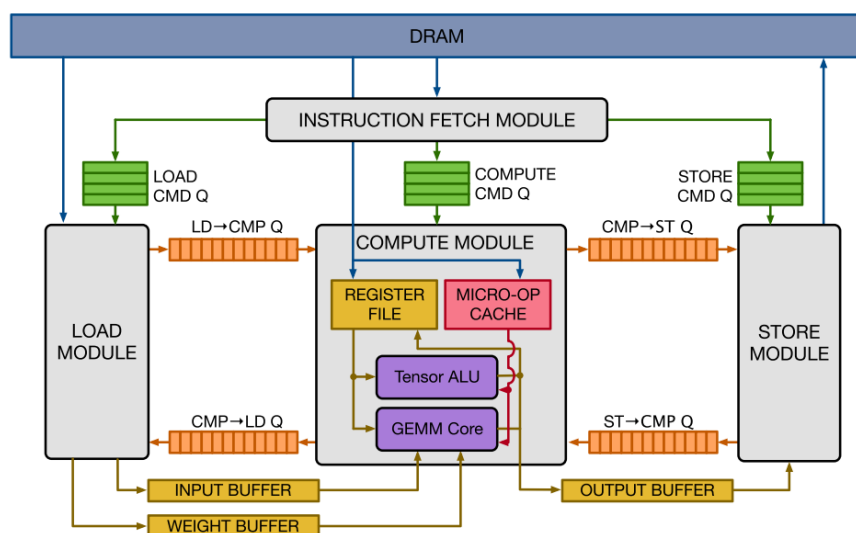 DRAM
INSTRUCTION FETCH MODULE
LOAD
CMD Q
COMPUTE
CMD Q
STORE
CMD Q
LD→CMP Q
COMPUTE MODULE
CMP→ST Q
REGISTER
FILE
MICRO-OP
CACHE
LOAD
MODULE
STORE
MODULE
Tensor ALU
CMP→LD Q
GEMM Core
ST→CMP Q
INPUT BUFFER
OUTPUT BUFFER
WEIGHT BUFFER